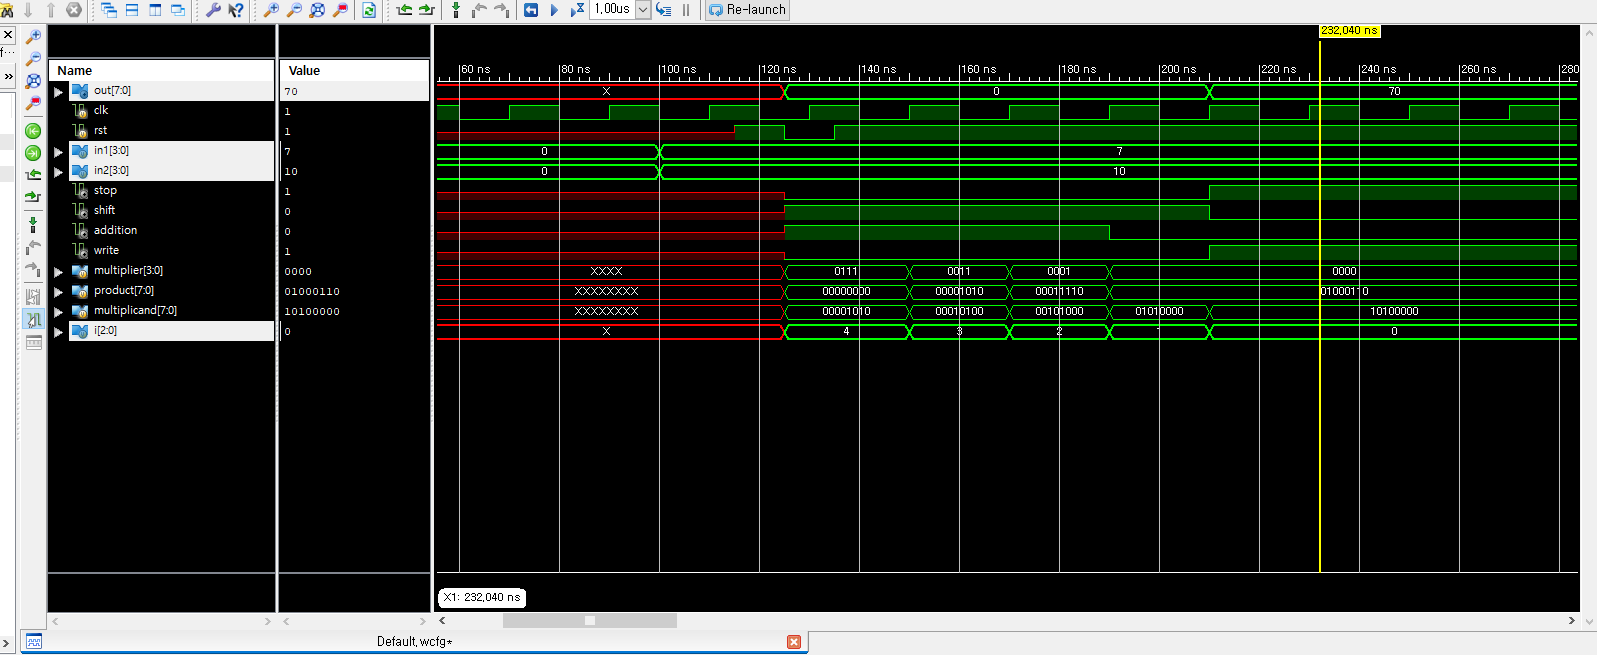 1.00us
Re-launch
232,040 ns
Name
Value
60 ns
80 ns
100 ns
120 ns
140 ns
160 ns
180 ns
200 ns
220 ns
240 ns
260 ns
280
out[7:0]
70
X
0
70
clk
1
rst
1
in1[3:0]
7
0
7
in2[3:0]
10
0
10
stop
1
shift
0
addition
0
write
1
multiplier[3:0]
0000
XXXX
0111
0011
0001
0000
product[7:0]
01000110
XXXXXXXX
00000000
00001010
00011110
01000110
multiplicand[7:0]
10100000
XXXXXXXX
00001010
00010100
00101000
01010000
10100000
i[2:0]
0
X
4
3
2
1
0
X1: 232,040 ns
Default.wcfg*